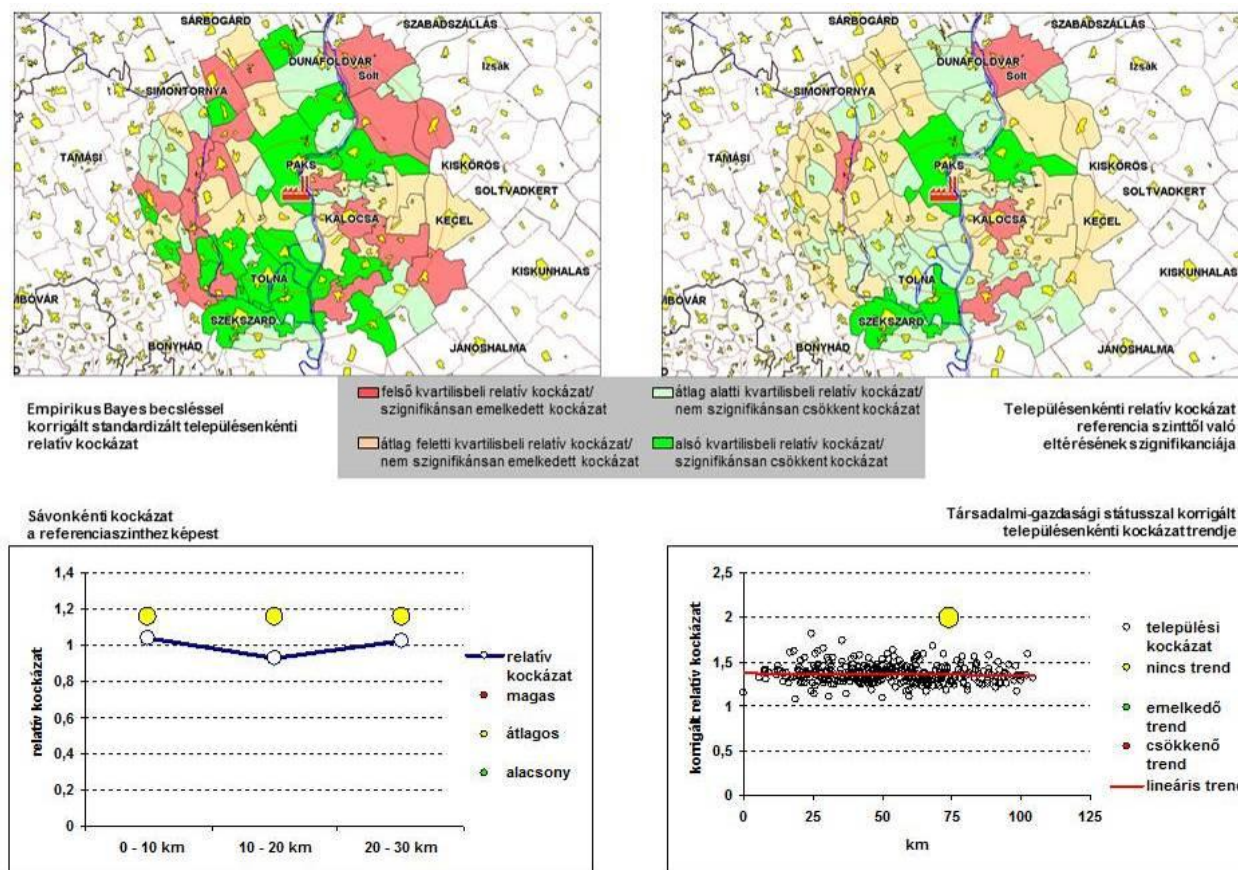 SÁRBOGÁRD
SZABADSZÁLLÁS
DUNAFÖLDVÁR
Izsák
Solt
SIMONTORNYA
TAMÁSI
PAKS
KISKŐRÖS
SOLTVADKERT
KALOCSA
KECEL
TOLNA
KISKUNHALAS
MBÓVÁR
SZEKSZÁRD
BONYHÁD
JÁNOSHALMA
SÁRBOGÁRD
SZABADSZÁLLÁS
DUNAFÖLDVÁR
Izsák
Solt
SIMONTORNYA
TAMÁSI
PAKS
KISKŐRÖS
SOLTVADKERT
KALOCSA
KECEL
TOLNA
KISKUNHALAS
MBÓVÁR
SZEKSZÁRD
BONYHÁD
JÁNOSHALMA
Empirikus Bayes becsléssel
korrigált standardizált településenkénti
relatív kockázat
felső kvartilisbeli relatív kockázat/
szignifikánsan emelkedett kockázat
átlag feletti kvartilisbeli relatív kockázat/
nem szignifikánsan emelkedett kockázat
átlag alatti kvartilisbeli relatív kockázat/
nem szignifikánsan csökkent kockázat
alsó kvartilisbeli relatív kockázat/
szignifikánsan csökkent kockázat
Településenkénti relatív kockázat
referencia szinttől való
eltérésének szignifikanciája
Sávonkénti kockázat
a referenciaszinthez képest
relatív kockázat
1,4
1,2
1
0,8
0,6
0,4
0,2
0
0 - 10 km
10 - 20 km
20 - 30 km
relatív
kockázat
magas
átlagos
alacsony
Társadalmi-gazdasági státusszal korrigált
településenkénti kockázat trendje
korrigált relatív kockázat
2,5
2
1,5
1
0,5
0
0
25
50
75
100
125
km
települési
kockázat
nincs trend
emelkedő
trend
csökkenő
trend
lineáris trend